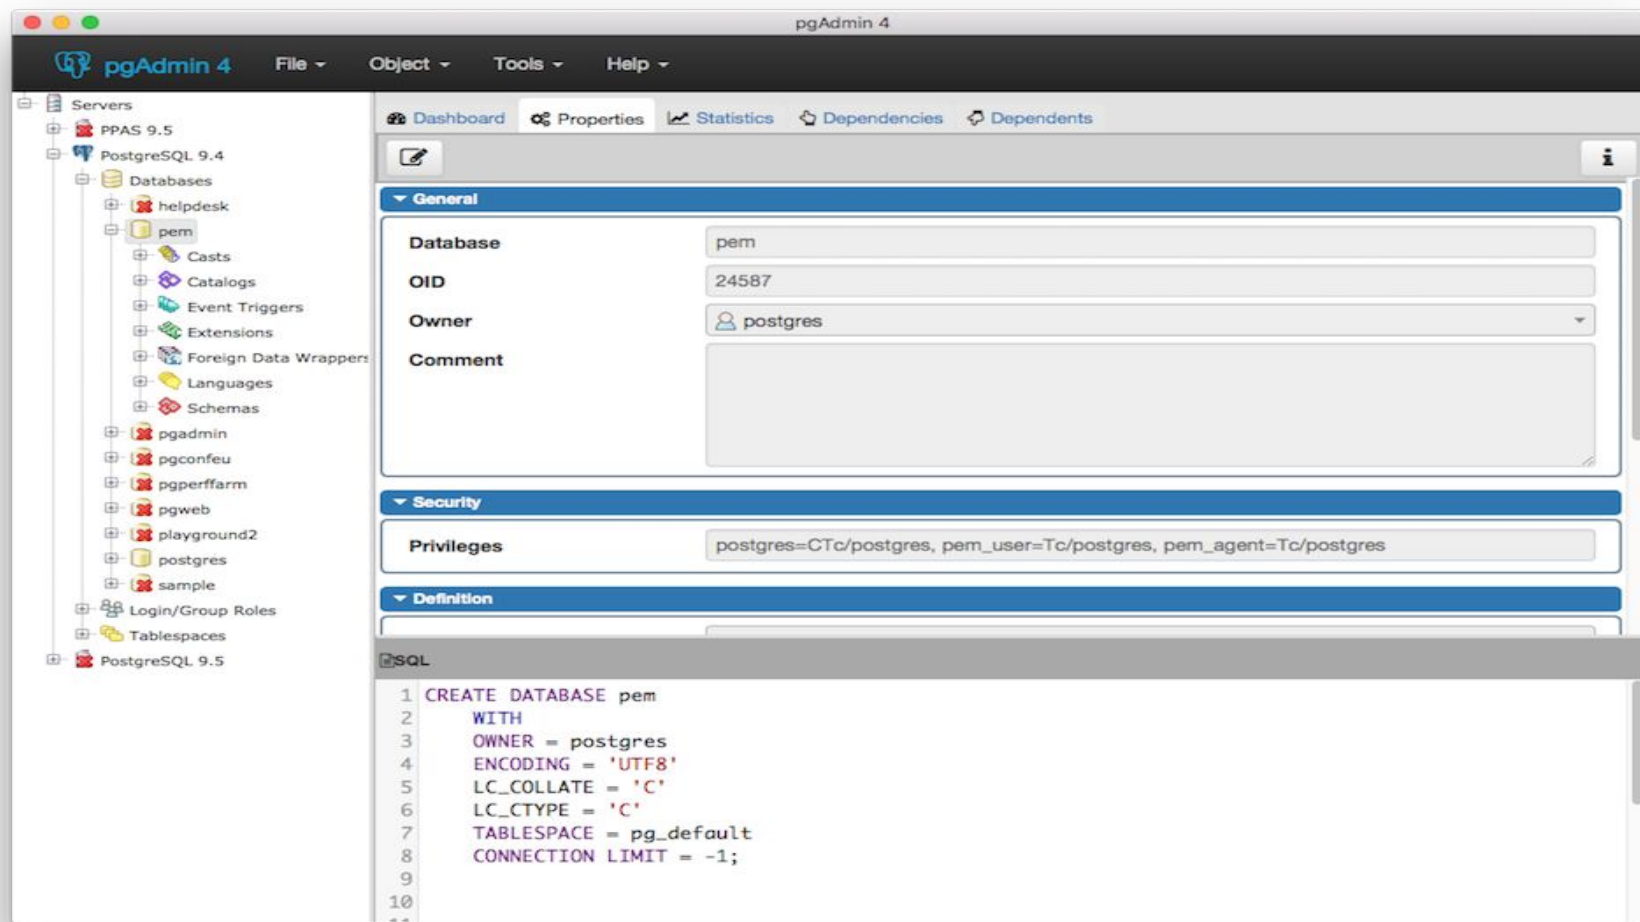 pgAdmin 4
pgAdmin 4 File Object Tools Help
Servers
PPAS 9.5
PostgreSQL 9.4
Databases
helpdesk
pem
Casts
Catalogs
Event Triggers
Extensions
Foreign Data Wrappers
Languages
Schemas
pgadmin
pgconfeu
pgperffarm
pgweb
playground2
postgres
sample
Login/Group Roles
Tablespaces
PostgreSQL 9.5
Dashboard Properties Statistics Dependencies Dependents
General
Database pem
OID 24587
Owner postgres
Comment
Security
Privileges postgres=CTc/postgres, pem_user=Tc/postgres, pem_agent=Tc/postgres
Definition
SQL
1 CREATE DATABASE pem
2 WITH
3 OWNER = postgres
4 ENCODING = 'UTF8'
5 LC_COLLATE = 'C'
6 LC_CTYPE = 'C'
7 TABLESPACE = pg_default
8 CONNECTION LIMIT = -1;
9
10